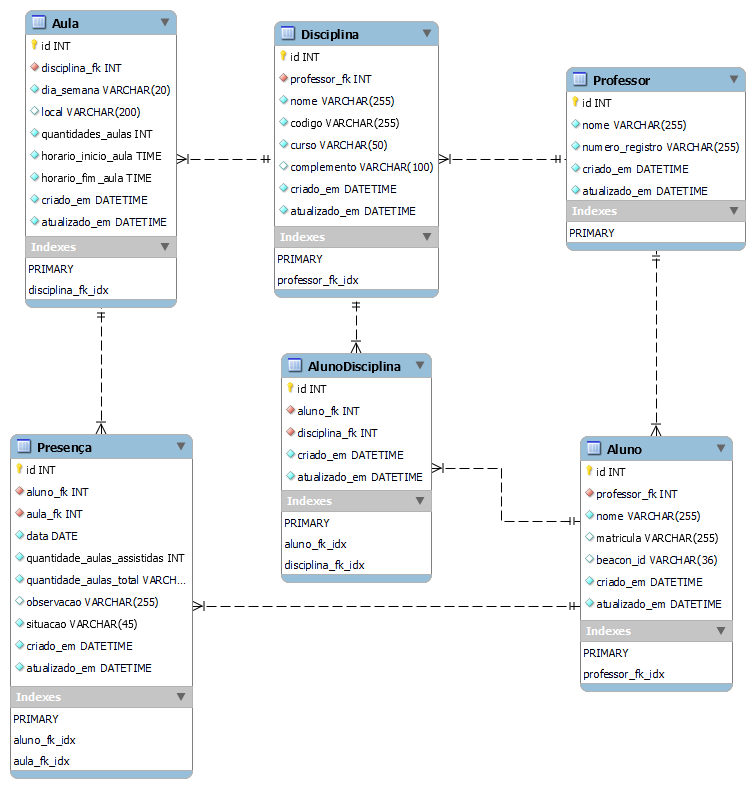 Aula
id INT
disciplina_fk INT
dia_semana VARCHAR(20)
local VARCHAR(200)
quantidades_aulas INT
horario_inicio_aula TIME
horario_fim_aula TIME
criado_em DATETIME
atualizado_em DATETIME
Indexes
PRIMARY
disciplina_fk_idx
Disciplina
id INT
professor_fk INT
nome VARCHAR(255)
codigo VARCHAR(255)
curso VARCHAR(50)
complemento VARCHAR(100)
criado_em DATETIME
atualizado_em DATETIME
Indexes
PRIMARY
professor_fk_idx
Professor
id INT
nome VARCHAR(255)
numero_registro VARCHAR(255)
criado_em DATETIME
atualizado_em DATETIME
Indexes
PRIMARY
AlunoDisciplina
id INT
aluno_fk INT
disciplina_fk INT
criado_em DATETIME
atualizado_em DATETIME
Indexes
PRIMARY
aluno_fk_idx
disciplina_fk_idx
Presença
id INT
aluno_fk INT
aula_fk INT
data DATE
quantidade_aulas_assistidas INT
quantidade_aulas_total VARCH...
observacao VARCHAR(255)
situacao VARCHAR(45)
criado_em DATETIME
atualizado_em DATETIME
Indexes
PRIMARY
aluno_fk_idx
aula_fk_idx
Aluno
id INT
professor_fk INT
nome VARCHAR(255)
matricula VARCHAR(255)
beacon_id VARCHAR(36)
criado_em DATETIME
atualizado_em DATETIME
Indexes
PRIMARY
professor_fk_idx